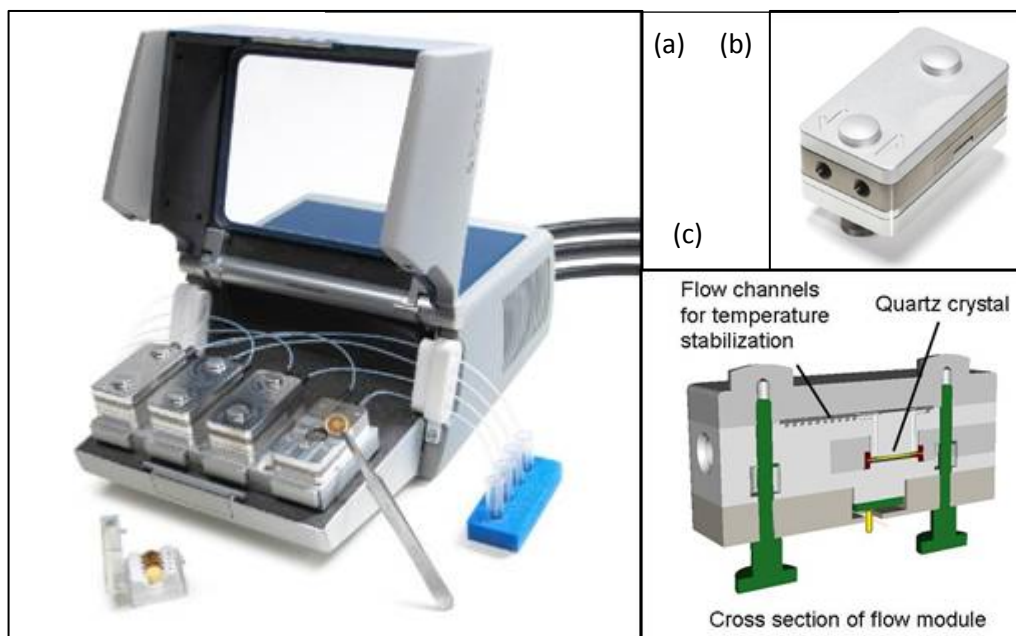 (a) (b)
(c)
Flow channels
for temperature
stabilization
Quartz crystal
Cross section of flow module